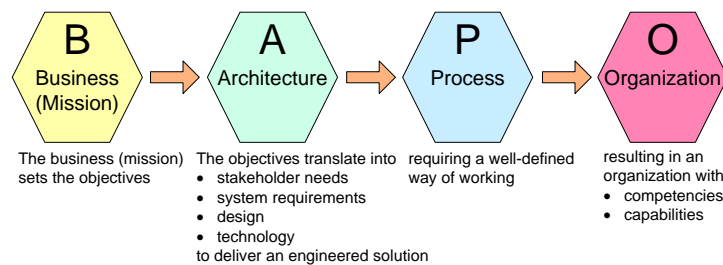 B
Business
(Mission)
A
Architecture
P
Process
O
Organization
The business (mission)
sets the objectives
The objectives translate into
• stakeholder needs
• system requirements
• design
• technology
to deliver an engineered solution
requiring a well-defined
way of working
resulting in an
organization with
• competencies
• capabilities